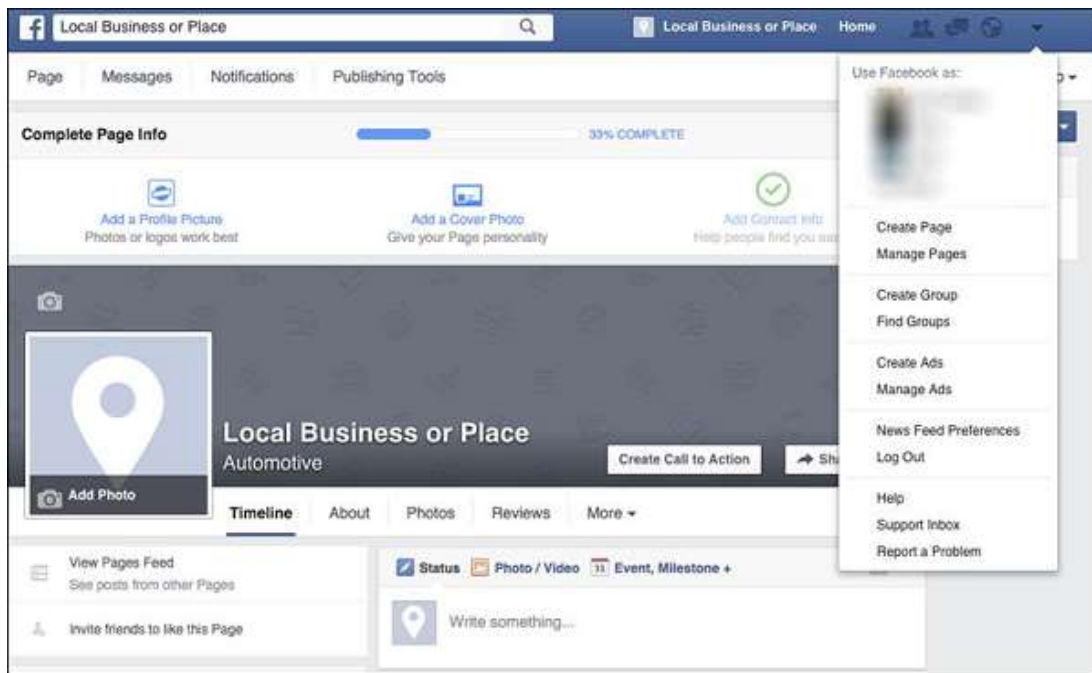 f
Local Business or Place
Local Business or Place Home
Page Messages Notifications Publishing Tools
Use Facebook as:
Complete Page Info
33% COMPLETE
Add a Profile Picture
Photos or logos work best
Add a Cover Photo
Give your Page personality
Add Contact Info
Help people find you
Create Page
Manage Pages
Create Group
Find Groups
Create Ads
Manage Ads
News Feed Preferences
Log Out
Help
Support Inbox
Report a Problem
Local Business or Place
Automotive
Create Call to Action
Add Photo
Timeline About Photos Reviews More
View Pages Feed
See posts from other Pages
Invite friends to like this Page
Status Photo / Video 31 Event, Milestone +
Write something...